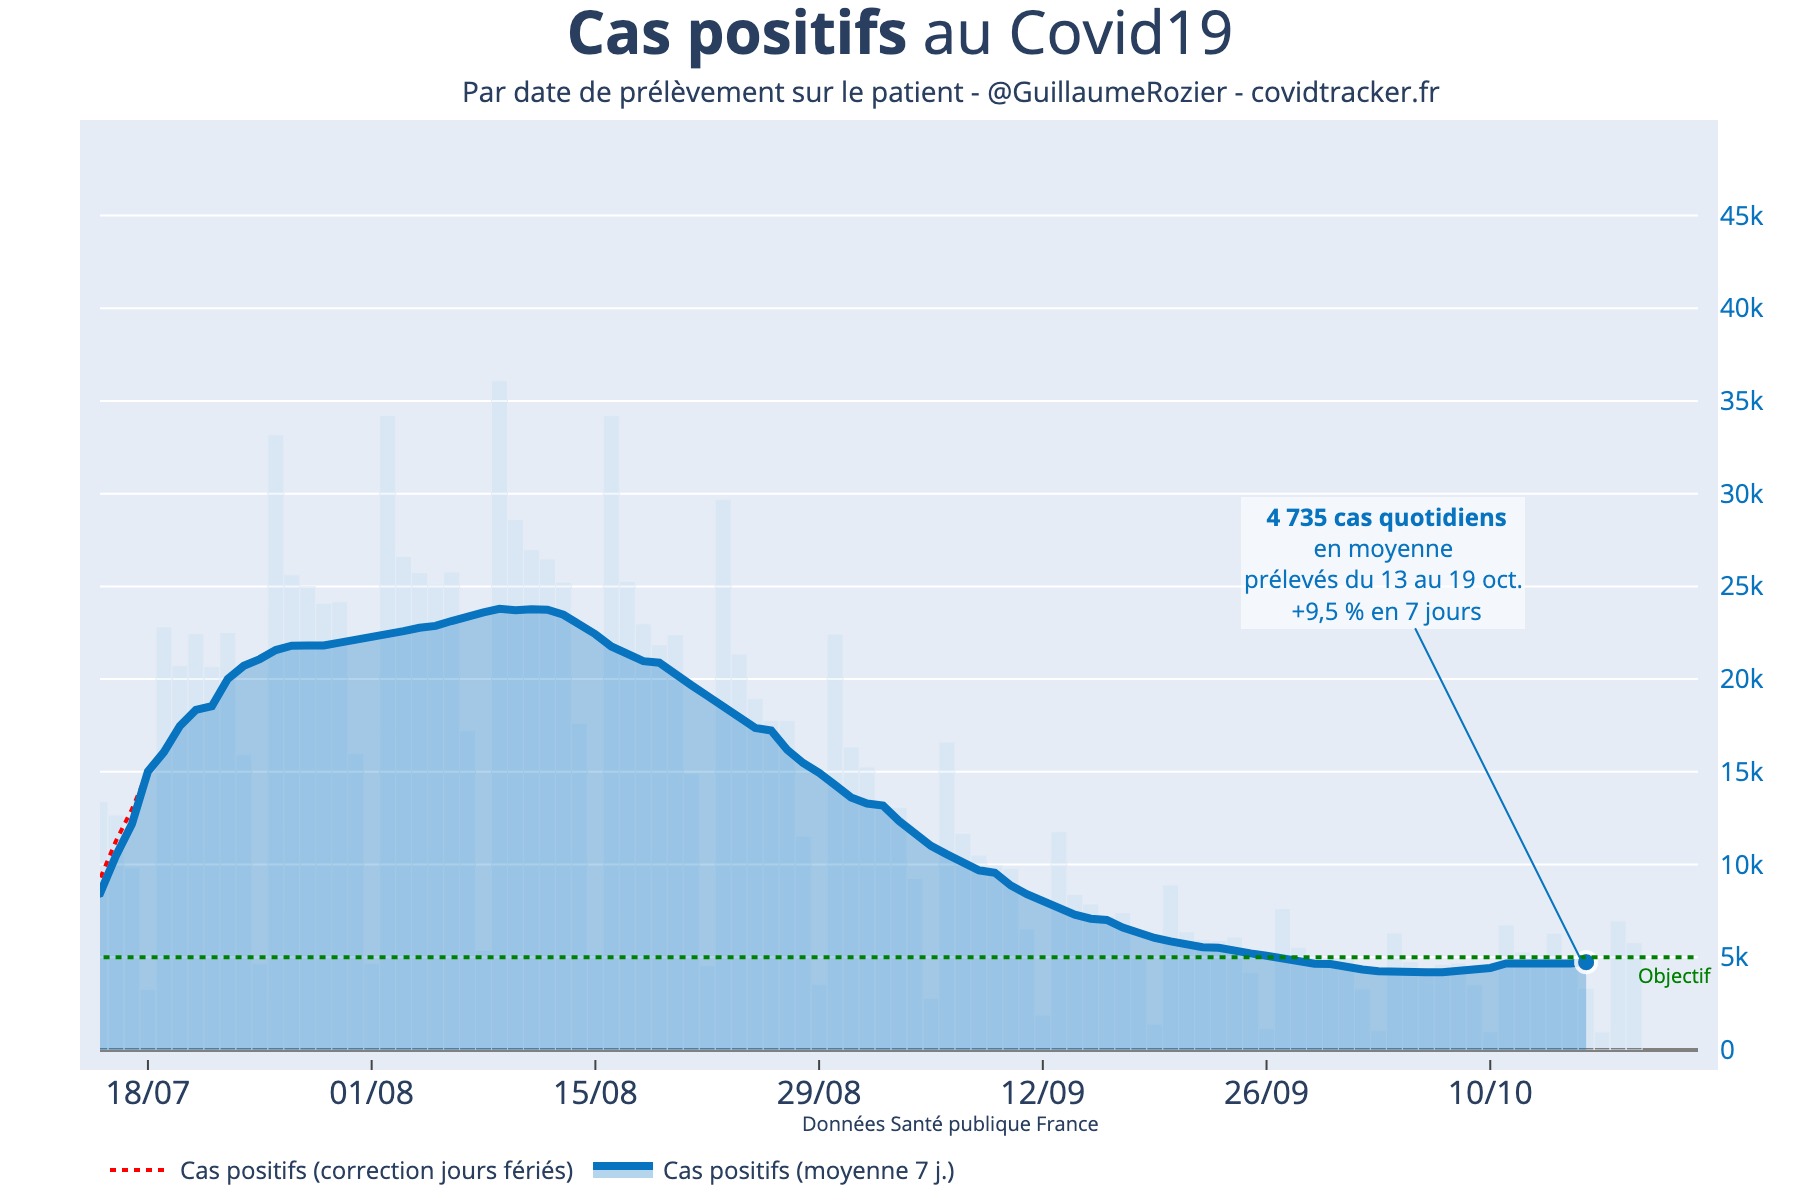 Cas positifs au Covid19
Par date de prélèvement sur le patient - @GuillaumeRozier - covidtracker.fr
45k
40k
35k
30k
25k
20k
15k
10k
5k
0
4 735 cas quotidiens
en moyenne
prélevés du 13 au 19 oct.
+9,5 % en 7 jours
Objectif
18/07 01/08 15/08 29/08 12/09 26/09 10/10
Données Santé publique France
Cas positifs (correction jours fériés) Cas positifs (moyenne 7 j.)